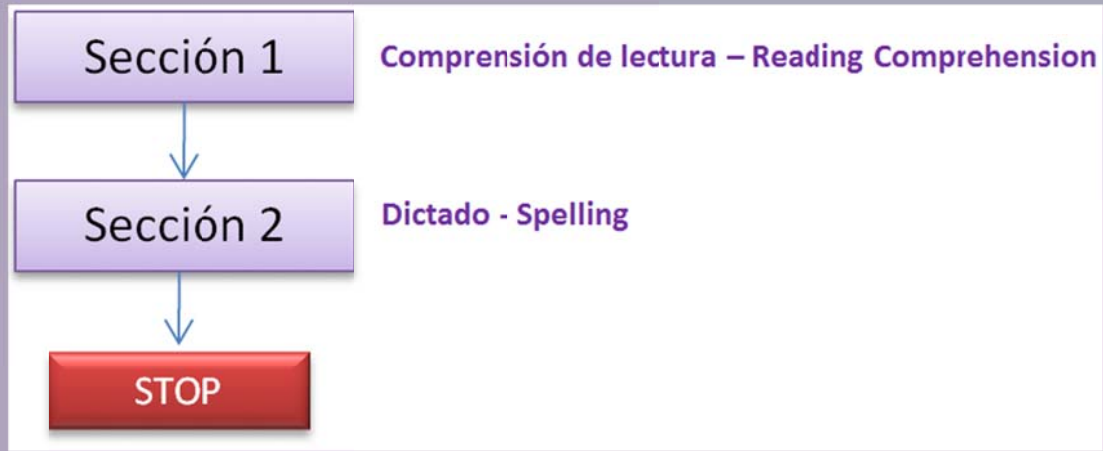 Sección 1
Comprensión de lectura – Reading Comprehension
Sección 2
Dictado - Spelling
STOP